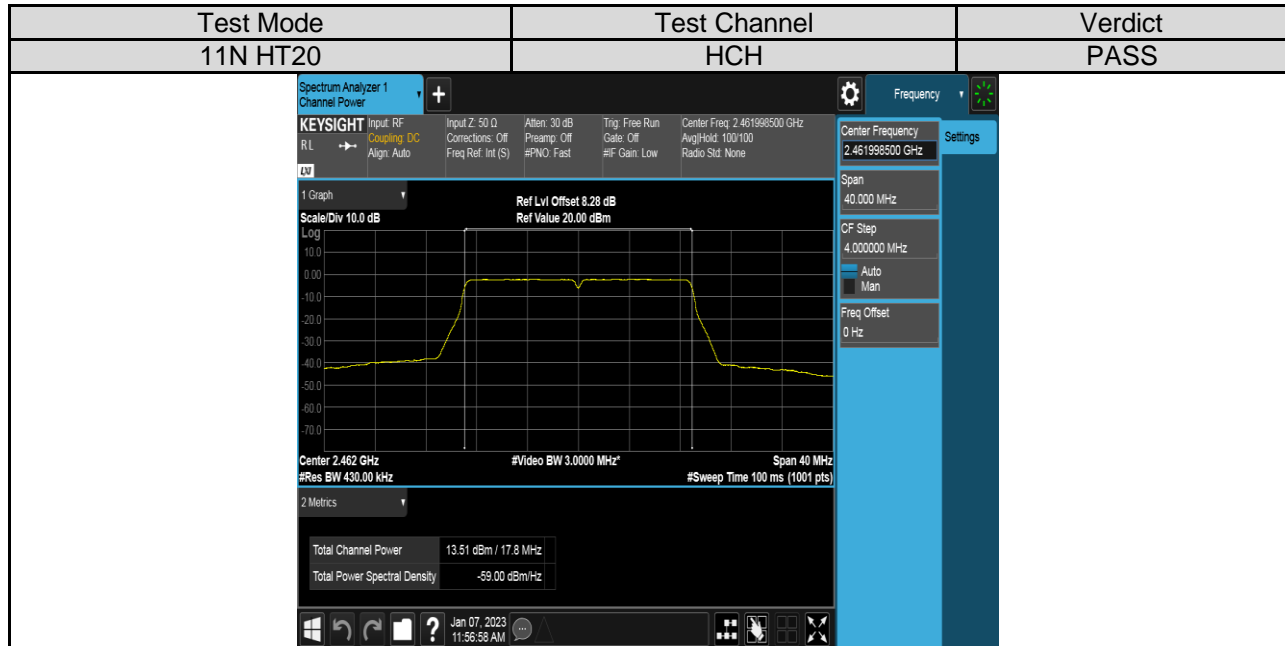 Test Mode Test Channel Verdict
11N HT20 HCH PASS
Spectrum Analyzer 1
Channel Power
+
Frequency
KEYSIGHT
RL
LXI
Input: RF
Coupling: DC
Align: Auto
Input Z: 50 Ω
Corrections: Off
Freq Ref: Int (S)
Atten: 30 dB
Preamp: Off
#PNO: Fast
Trig: Free Run
Gate: Off
#IF Gain: Low
Center Freq: 2.461998500 GHz
Avg|Hold: 100/100
Radio Std: None
Center Frequency
2.461998500 GHz
Settings
Span
40.000 MHz
CF Step
4.000000 MHz
Auto
Man
Freq Offset
0 Hz
1 Graph
Scale/Div 10.0 dB
Ref Lvl Offset 8.28 dB
Ref Value 20.00 dBm
Log
10.0
0.00
-10.0
-20.0
-30.0
-40.0
-50.0
-60.0
-70.0
Center 2.462 GHz #Video BW 3.0000 MHz* Span 40 MHz
#Res BW 430.00 kHz #Sweep Time 100 ms (1001 pts)
2 Metrics
Total Channel Power 13.51 dBm / 17.8 MHz
Total Power Spectral Density -59.00 dBm/Hz
?
Jan 07, 2023
11:56:58 AM